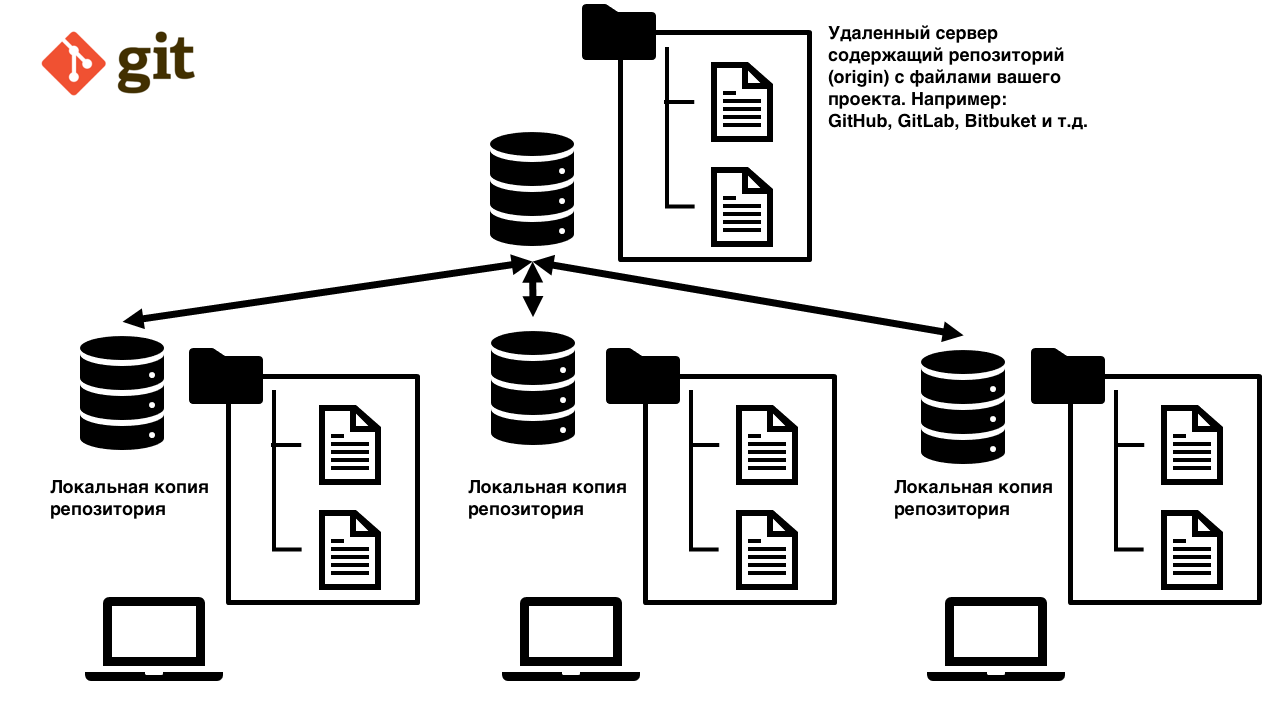 git
Удаленный сервер
содержащий репозиторий
(origin) с файлами вашего
проекта. Например:
GitHub, GitLab, Bitbuket и т.д.
Локальная копия
репозитория
Локальная копия
репозитория
Локальная копия
репозитория